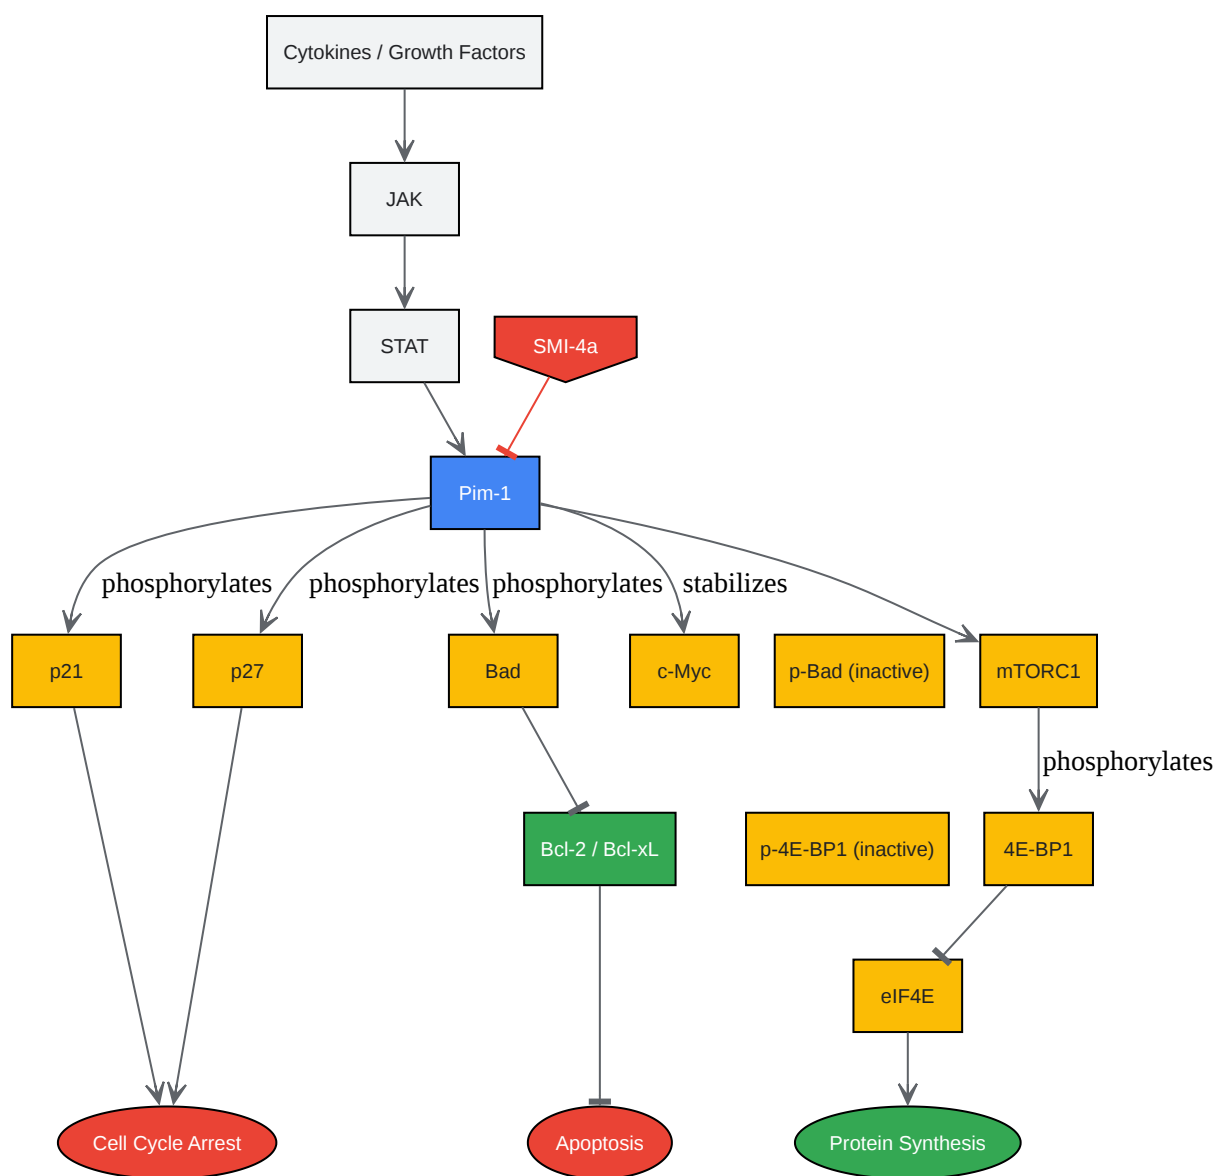 Cytokines / Growth Factors
JAK
STAT
SMI-4a
Pim-1
phosphorylates
phosphorylates
phosphorylates
stabilizes
p21
p27
Bad
c-Myc
p-Bad (inactive)
mTORC1
phosphorylates
Bcl-2 / Bcl-xL
p-4E-BP1 (inactive)
4E-BP1
eIF4E
Cell Cycle Arrest
Apoptosis
Protein Synthesis